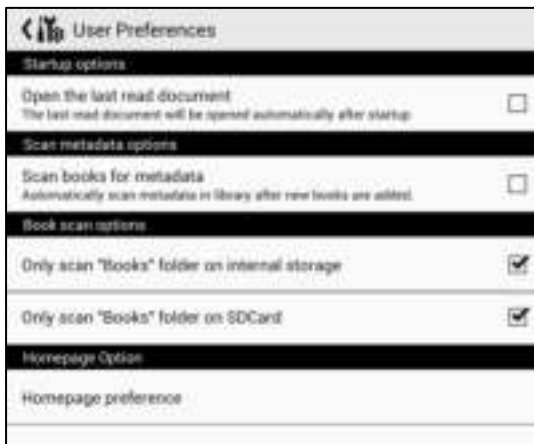 User Preferences
Startup options
Open the last read document
The last read document will be opened automatically after startup.
Scan metadata options
Scan books for metadata
Automatically scan metadata in library after new books are added.
Book scan options
Only scan "Books" folder on internal storage
Only scan "Books" folder on SDCard
Homepage Option
Homepage preference